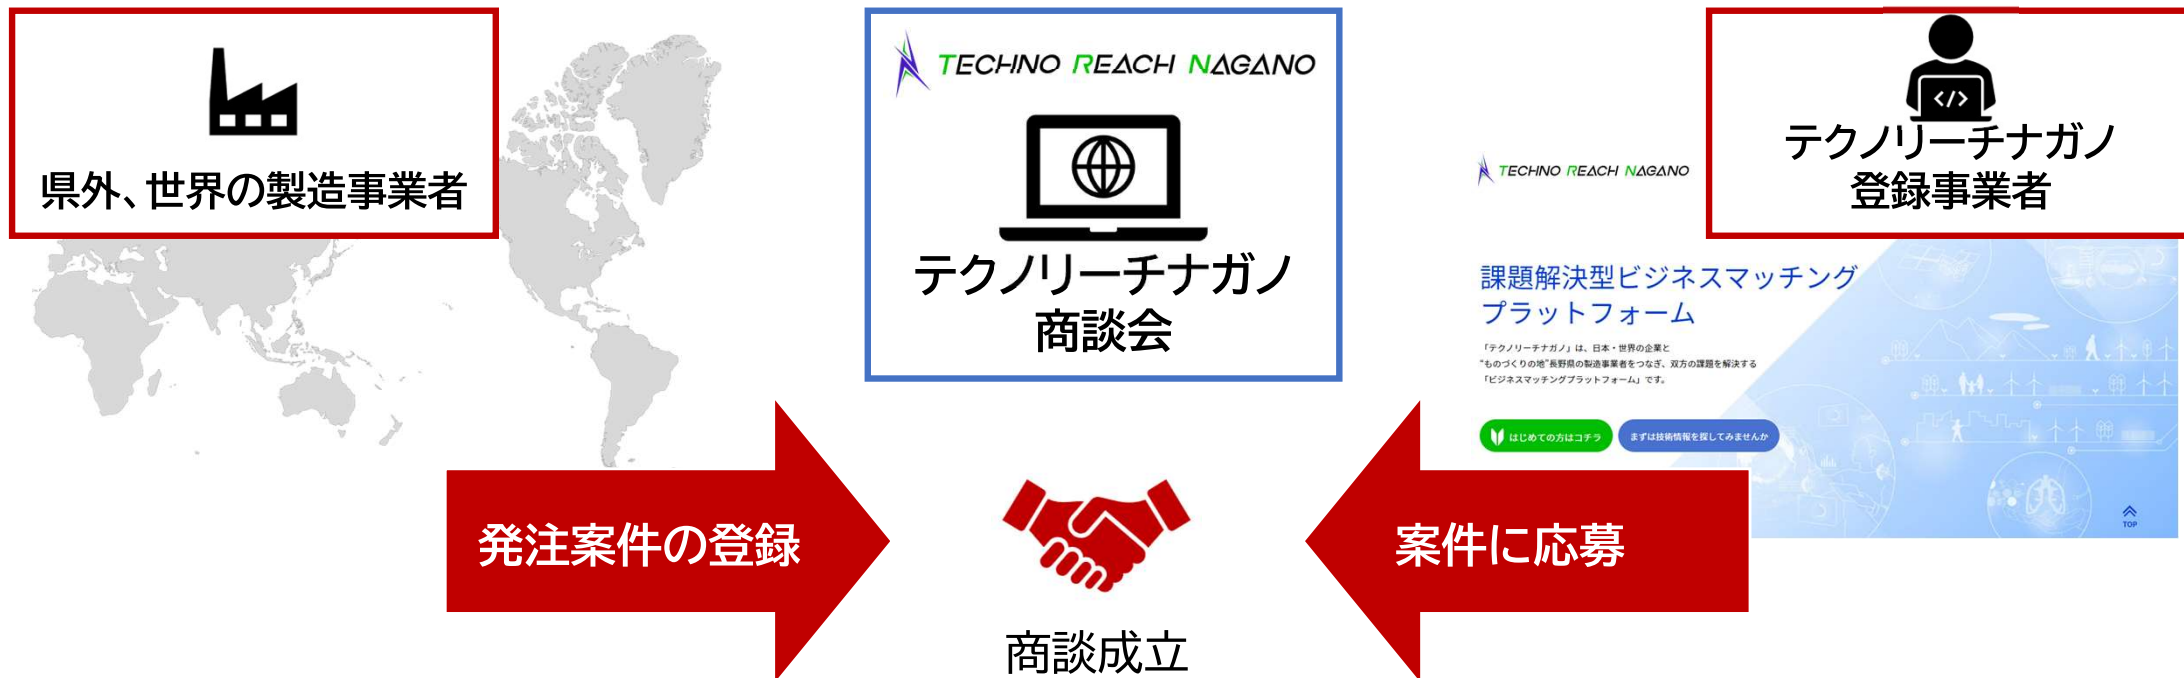 県外、世界の製造事業者
発注案件の登録
TECHNO REACH NAGANO
テクノリーチナガノ
商談会
商談成立
</>
テクノリーチナガノ
登録事業者
TECHNO REACH NAGANO
課題解決型ビジネスマッチング
プラットフォーム
「テクノリーチナガノ」は、日本・世界の企業と
“ものづくりの地”長野県の製造事業者をつなぎ、双方の課題を解決する
「ビジネスマッチングプラットフォーム」です。
はじめての方はコチラ
まずは技術情報を探してみませんか
TOP
案件に応募